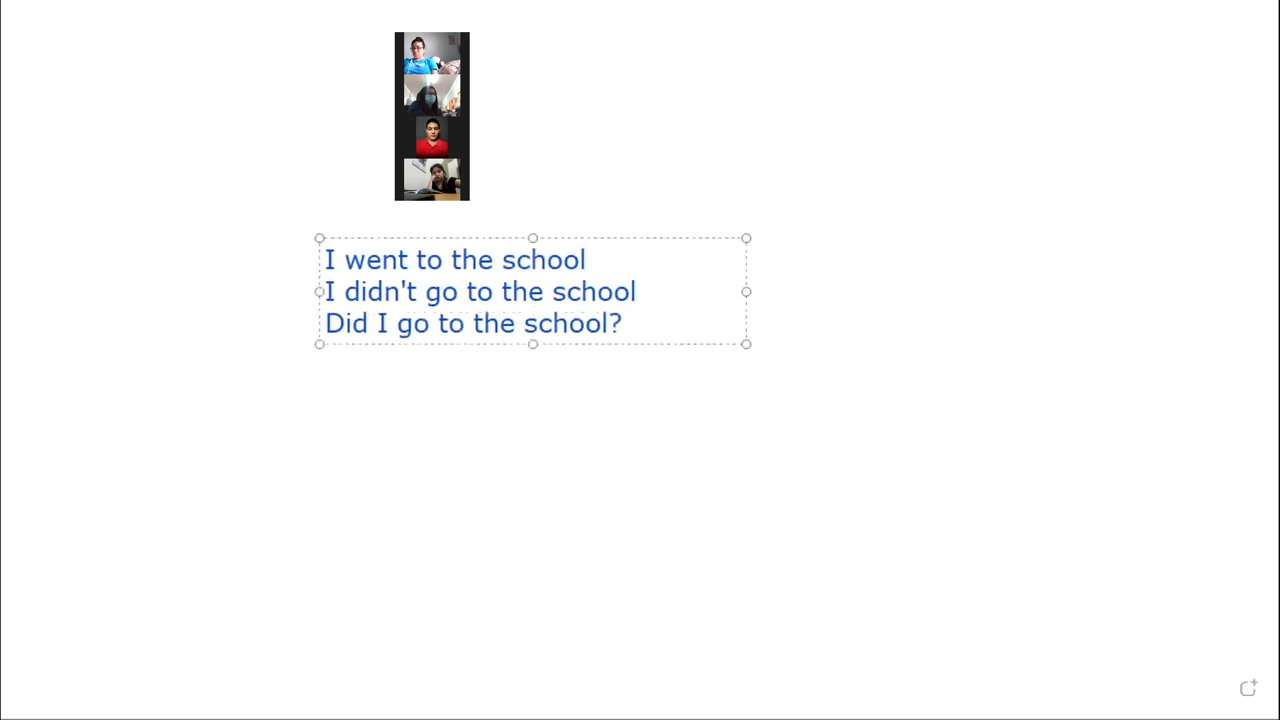 I went to the school
I didn't go to the school
Did I go to the school?